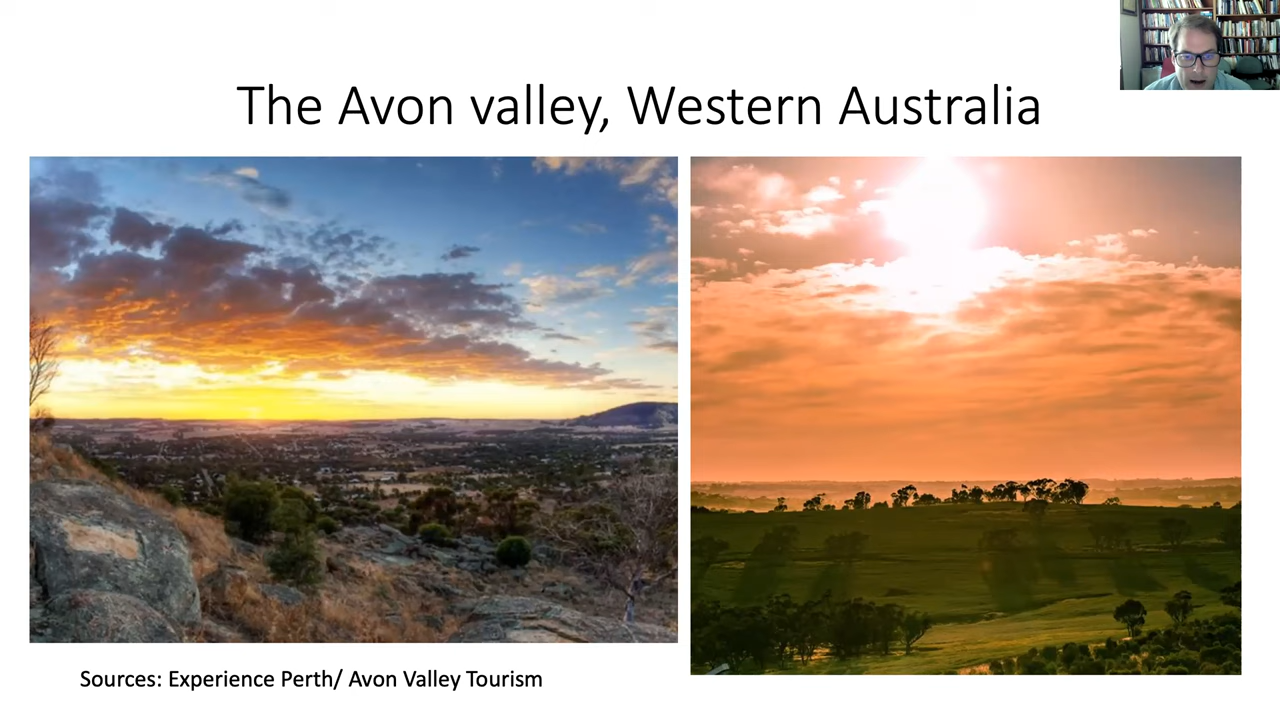 The Avon valley, Western Australia
Sources: Experience Perth/ Avon Valley Tourism